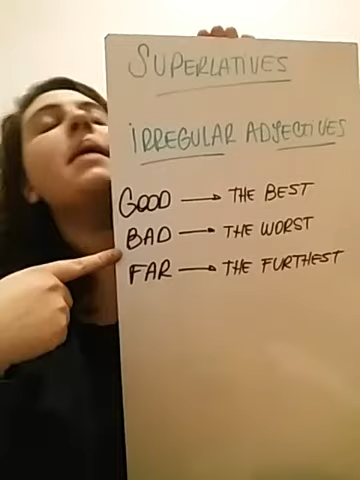 SUPERLATIVES
IRREGULAR ADJECTIVES
GOOD → THE BEST
BAD → THE WORST
FAR → THE FURTHEST